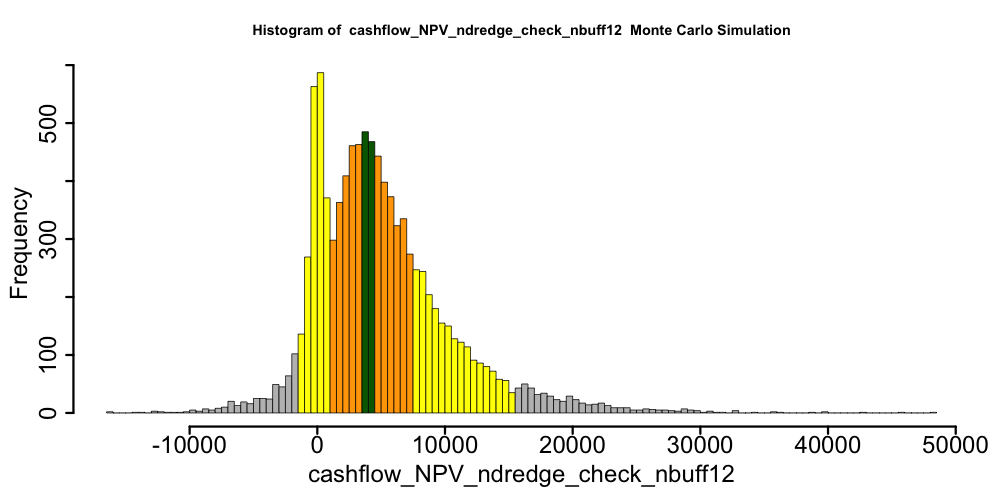 Histogram of  cashflow_NPV_ndredge_check_nbuff12  Monte Carlo Simulation
Frequency
500
300
100
0
-10000 0 10000 20000 30000 40000 50000
cashflow_NPV_ndredge_check_nbuff12